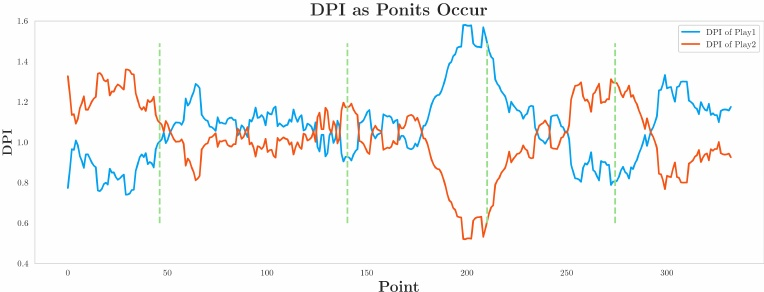 DPI as Ponits Occur
DPI of Play1
DPI of Play2
1.6
1.4
1.2
1.0
0.8
0.6
0.4
DPI
0
50
100
150
200
250
300
Point